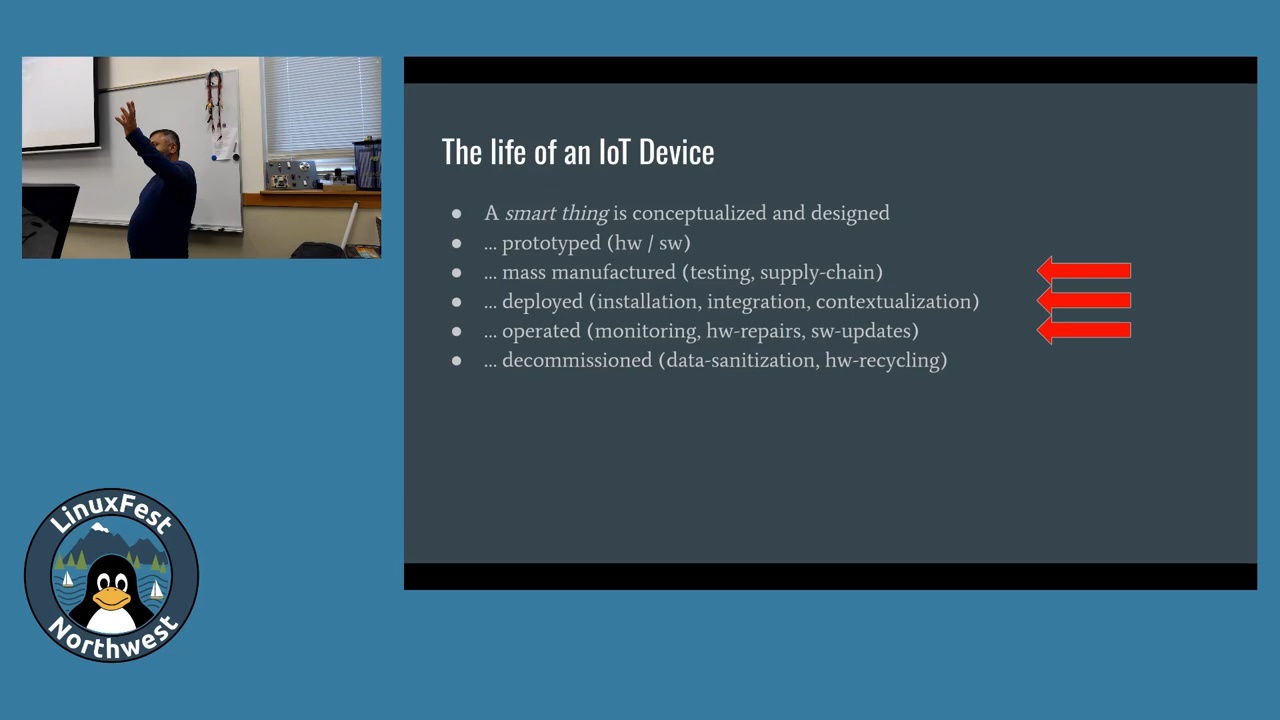 The life of an IoT Device
● A smart thing is conceptualized and designed
● ... prototyped (hw / sw)
● ... mass manufactured (testing, supply-chain)
● ... deployed (installation, integration, contextualization)
● ... operated (monitoring, hw-repairs, sw-updates)
● ... decommissioned (data-sanitization, hw-recycling)
LinuxFest
Northwest